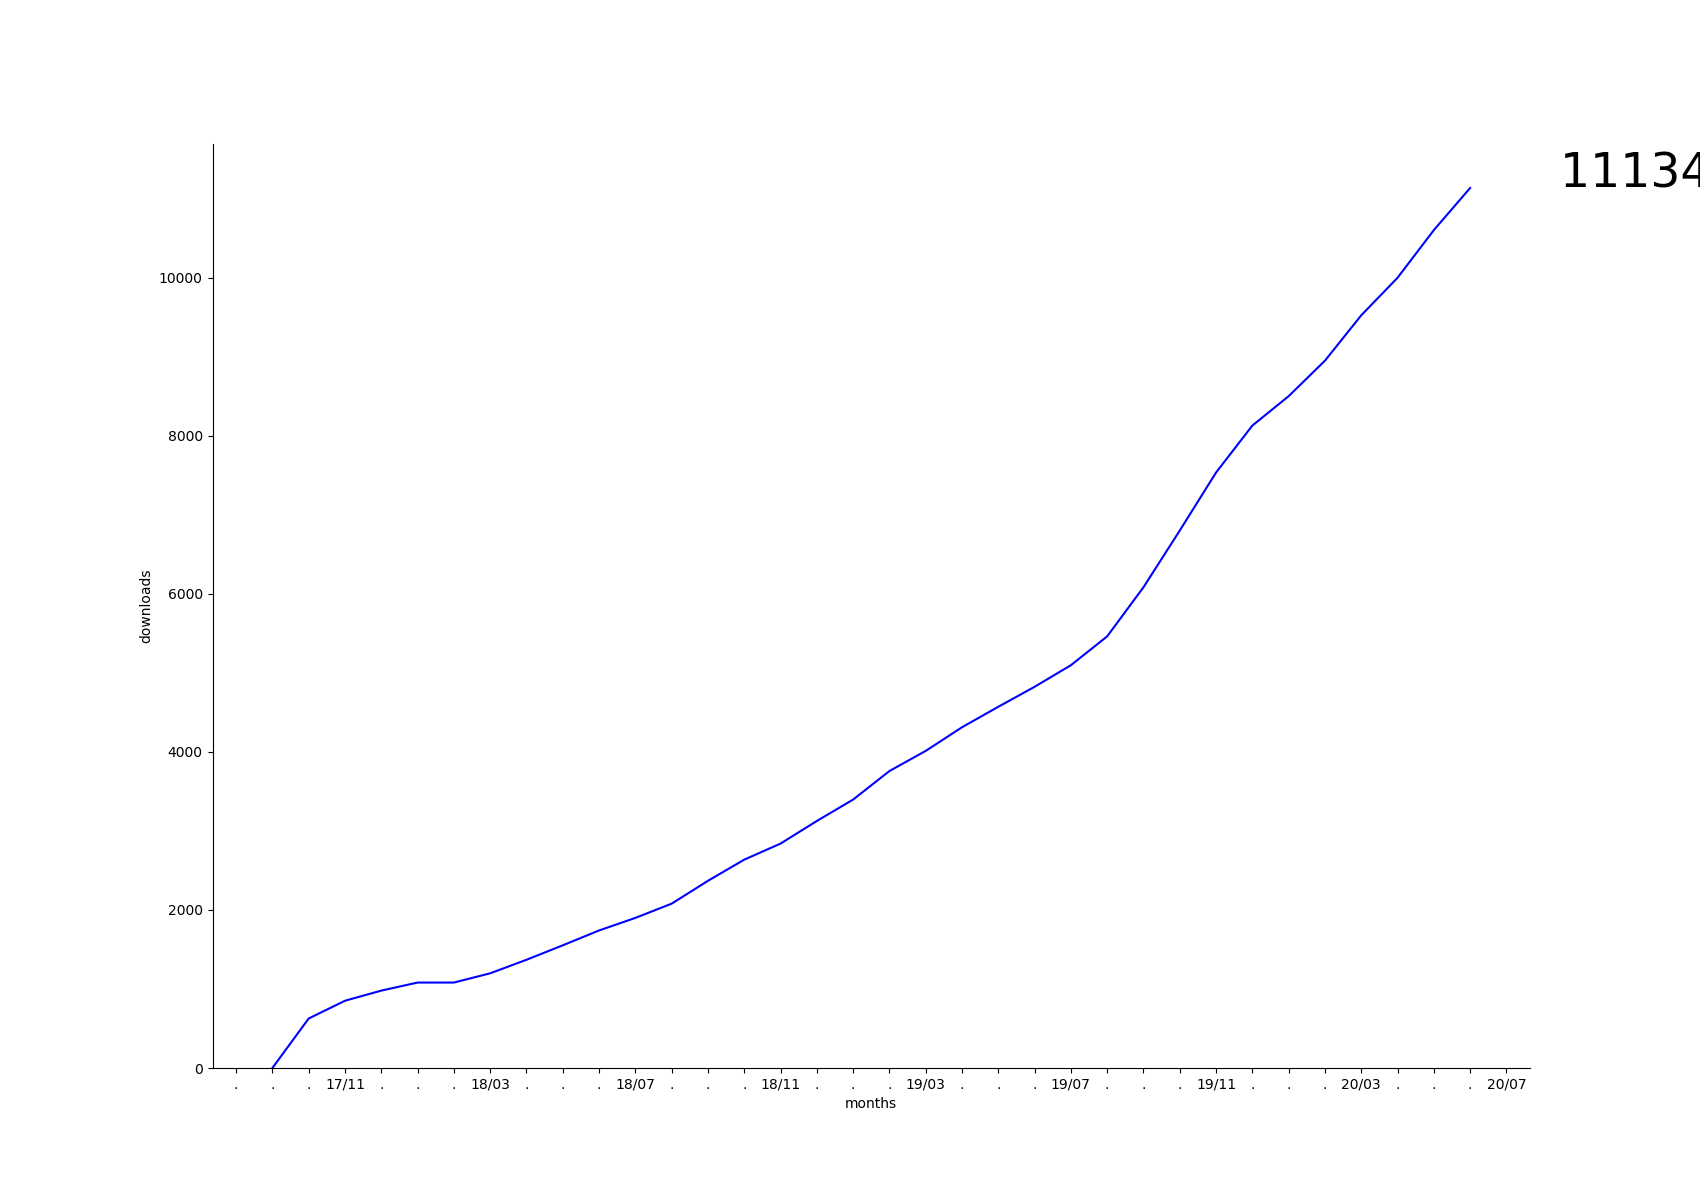 11134
10000
8000
6000
4000
2000
0
downloads
. . . 17/11 . . . 18/03 . . . 18/07 . . . 18/11 . . . 19/03 . . . 19/07 . . . 19/11 . . . 20/03 . . . 20/07
months